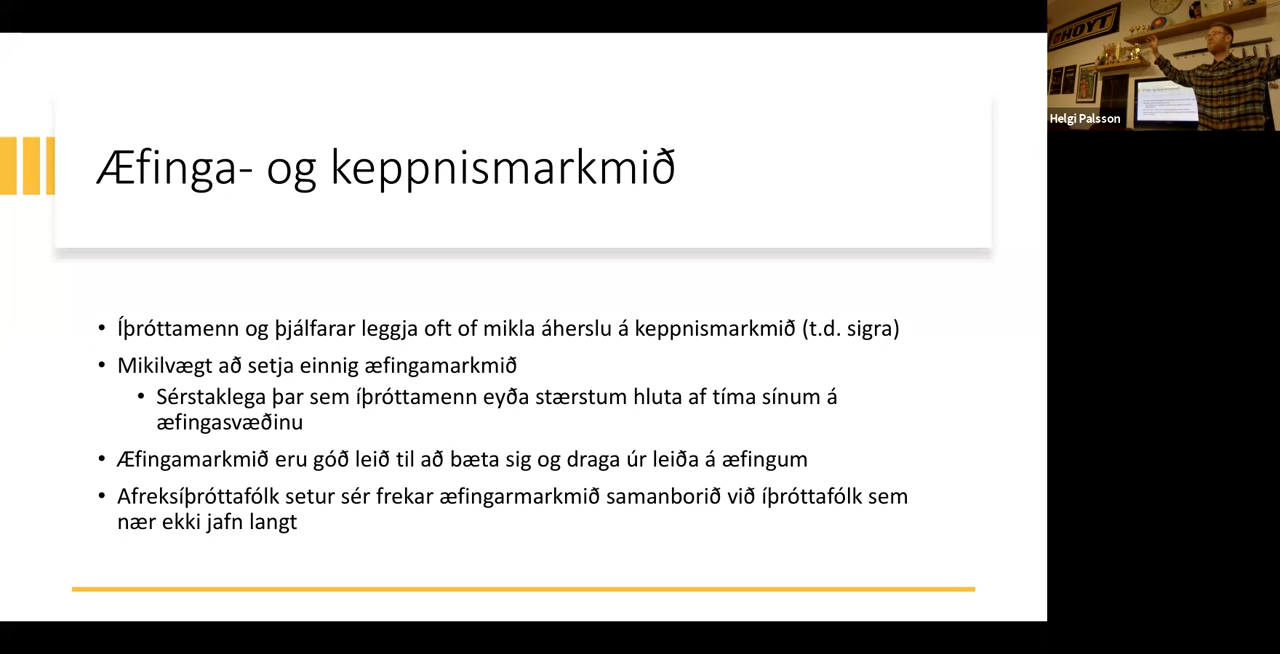 Æfinga- og keppnismarkmið
• Íþróttamenn og þjálfarar leggja oft of mikla áherslu á keppnismarkmið (t.d. sigra)
• Mikilvægt að setja einnig æfingamarkmið
• Sérstaklega þar sem íþróttamenn eyða stærstum hluta af tíma sínum á
æfingasvæðinu
• Æfingamarkmið eru góð leið til að bæta sig og draga úr leiða á æfingum
• Afreksíþróttafólk setur sér frekar æfingarmarkmið samanborið við íþróttafólk sem
nær ekki jafn langt
HOYT
Helgi Palsson